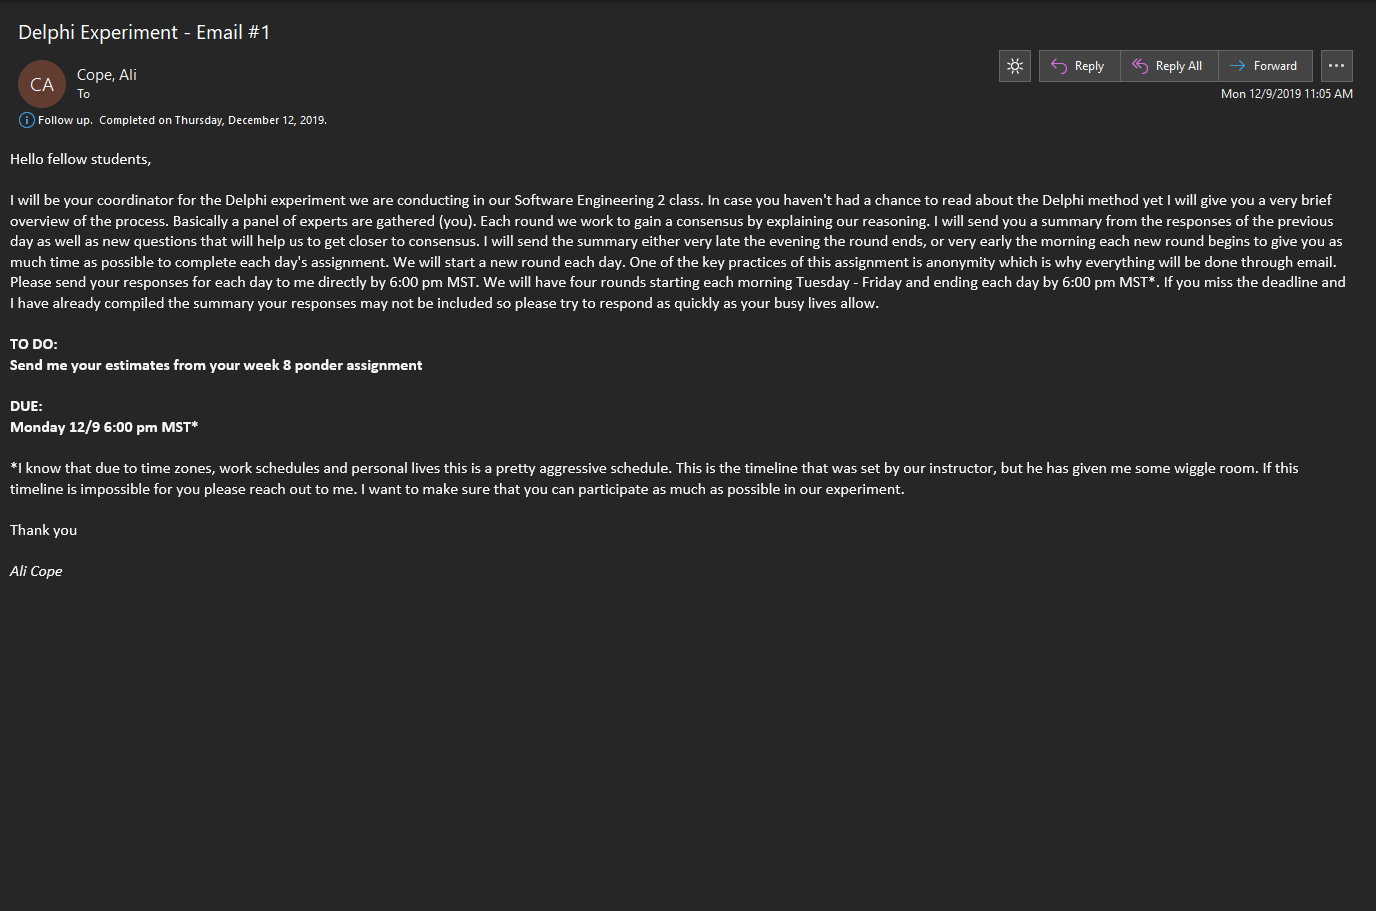 Delphi Experiment - Email #1
CA
Cope, Ali
To
Reply
Reply All
Forward
Mon 12/9/2019 11:05 AM
Follow up.  Completed on Thursday, December 12, 2019.
Hello fellow students,
I will be your coordinator for the Delphi experiment we are conducting in our Software Engineering 2 class. In case you haven't had a chance to read about the Delphi method yet I will give you a very brief
overview of the process. Basically a panel of experts are gathered (you). Each round we work to gain a consensus by explaining our reasoning. I will send you a summary from the responses of the previous
day as well as new questions that will help us to get closer to consensus. I will send the summary either very late the evening the round ends, or very early the morning each new round begins to give you as
much time as possible to complete each day's assignment. We will start a new round each day. One of the key practices of this assignment is anonymity which is why everything will be done through email.
Please send your responses for each day to me directly by 6:00 pm MST. We will have four rounds starting each morning Tuesday - Friday and ending each day by 6:00 pm MST*. If you miss the deadline and
I have already compiled the summary your responses may not be included so please try to respond as quickly as your busy lives allow.
TO DO:
Send me your estimates from your week 8 ponder assignment
DUE:
Monday 12/9 6:00 pm MST*
*I know that due to time zones, work schedules and personal lives this is a pretty aggressive schedule. This is the timeline that was set by our instructor, but he has given me some wiggle room. If this
timeline is impossible for you please reach out to me. I want to make sure that you can participate as much as possible in our experiment.
Thank you
Ali Cope